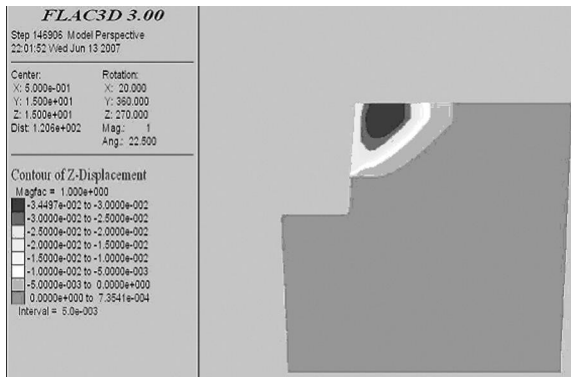 FLAC3D 3.00
Step 146906 Model Perspective
22:01:52 Wed Jun 13 2007
Center: Rotation:
X: 5.000e-001 X: 20.000
Y: 1.500e+001 Y: 360.000
Z: 1.500e+001 Z: 270.000
Dist: 1.206e+002 Mag.: 1
Ang.: 22.500
Contour of Z-Displacement
Magfac = 1.000e+000
-3.4497e-002 to -3.0000e-002
-3.0000e-002 to -2.5000e-002
-2.5000e-002 to -2.0000e-002
-2.0000e-002 to -1.5000e-002
-1.5000e-002 to -1.0000e-002
-1.0000e-002 to -5.0000e-003
-5.0000e-003 to 0.0000e+000
0.0000e+000 to 7.3541e-004
Interval = 5.0e-003